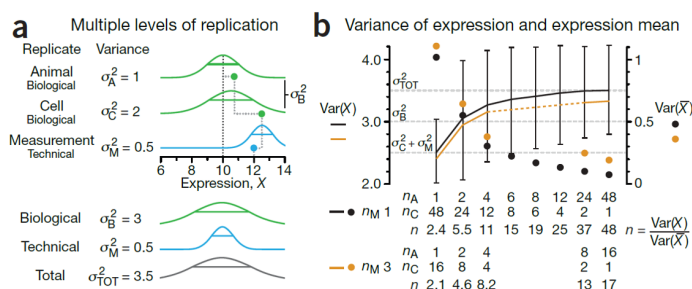 a Multiple levels of replication
Replicate Variance
Animal
Biological
σ²A = 1
Cell
Biological
σ²C = 2
σ²B
Measurement
Technical
σ²M = 0.5
6 8 10 12 14
Expression, X
Biological σ²B = 3
Technical σ²M = 0.5
Total σ²TOT = 3.5
b Variance of expression and expression mean
4.0
3.0
2.0
Var(X)
σ²TOT
σ²B
σ²C + σ²M
1
0.5
0
Var(X̄)
nA 1 2 4 6 8 12 24 48
nM 1 nC 48 24 12 8 6 4 2 1
n 2.4 5.5 11 15 19 25 37 48
n = Var(X)
Var(X̄)
nA 1 2 4 8 16
nM 3 nC 16 8 4 2 1
n 2.1 4.6 8.2 13 17